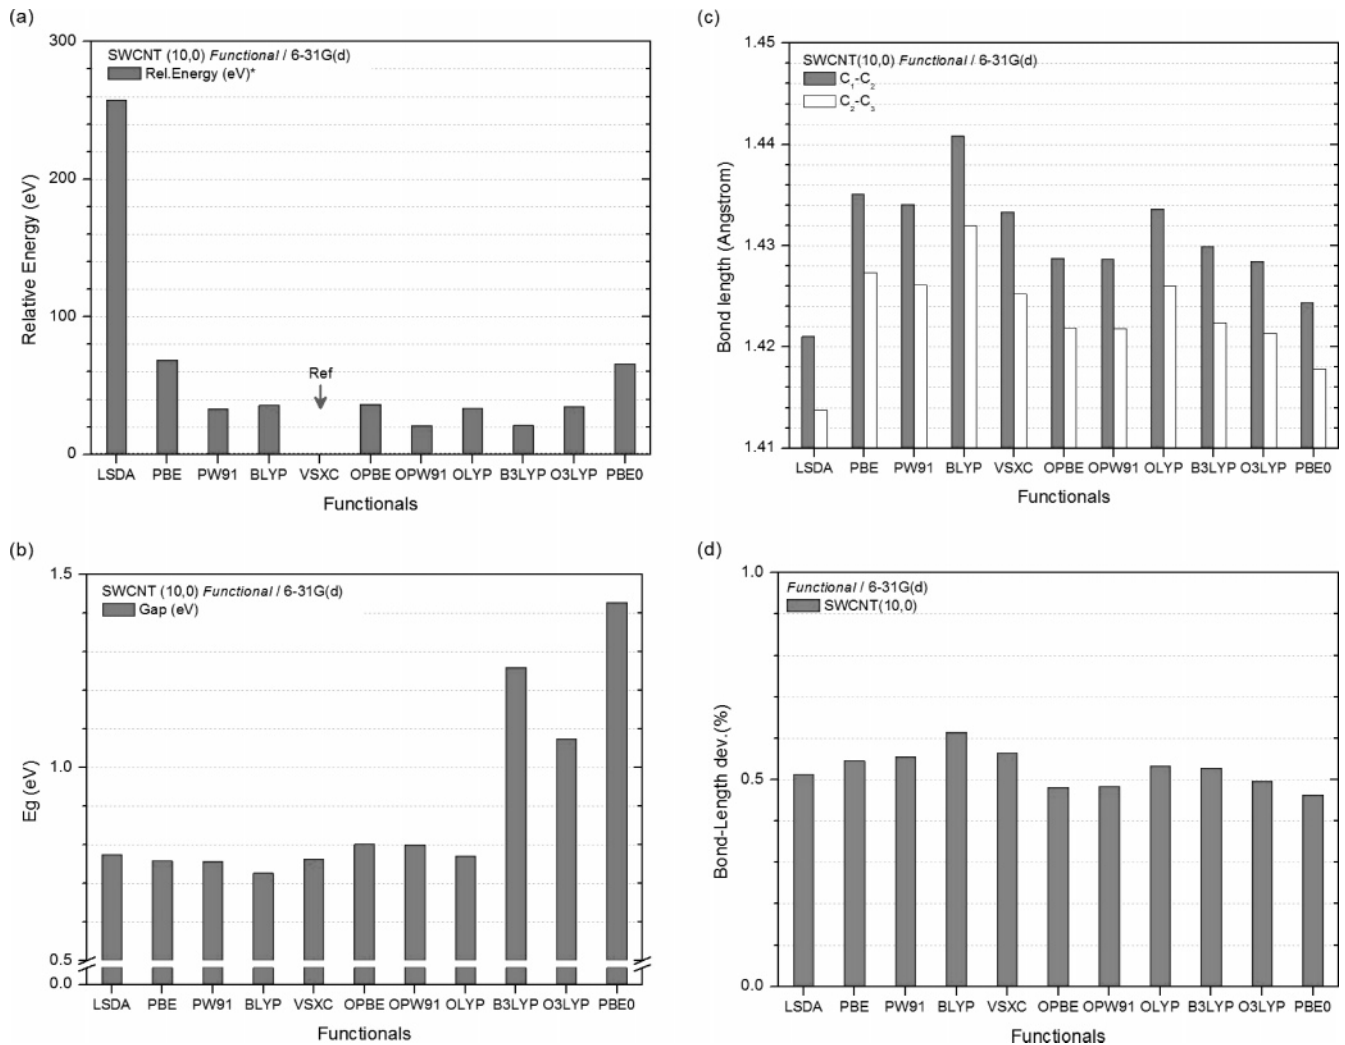 (a)
300
SWCNT (10,0) Functional / 6-31G(d)
Rel.Energy (eV)*
200
100
0
Relative Energy (eV)
Ref
LSDA PBE PW91 BLYP VSXC OPBE OPW91 OLYP B3LYP O3LYP PBE0
Functionals
(c)
1.45
SWCNT(10,0) Functional / 6-31G(d)
C1-C2
C2-C3
1.44
1.43
1.42
1.41
Bond length (Angstrom)
LSDA PBE PW91 BLYP VSXC OPBE OPW91 OLYP B3LYP O3LYP PBE0
Functionals
(b)
1.5
SWCNT (10,0) Functional / 6-31G(d)
Gap (eV)
1.0
0.5
0.0
Eg (eV)
LSDA PBE PW91 BLYP VSXC OPBE OPW91 OLYP B3LYP O3LYP PBE0
Functionals
(d)
1.0
Functional / 6-31G(d)
SWCNT(10,0)
0.5
0.0
Bond-Length dev.(%)
LSDA PBE PW91 BLYP VSXC OPBE OPW91 OLYP B3LYP O3LYP PBE0
Functionals